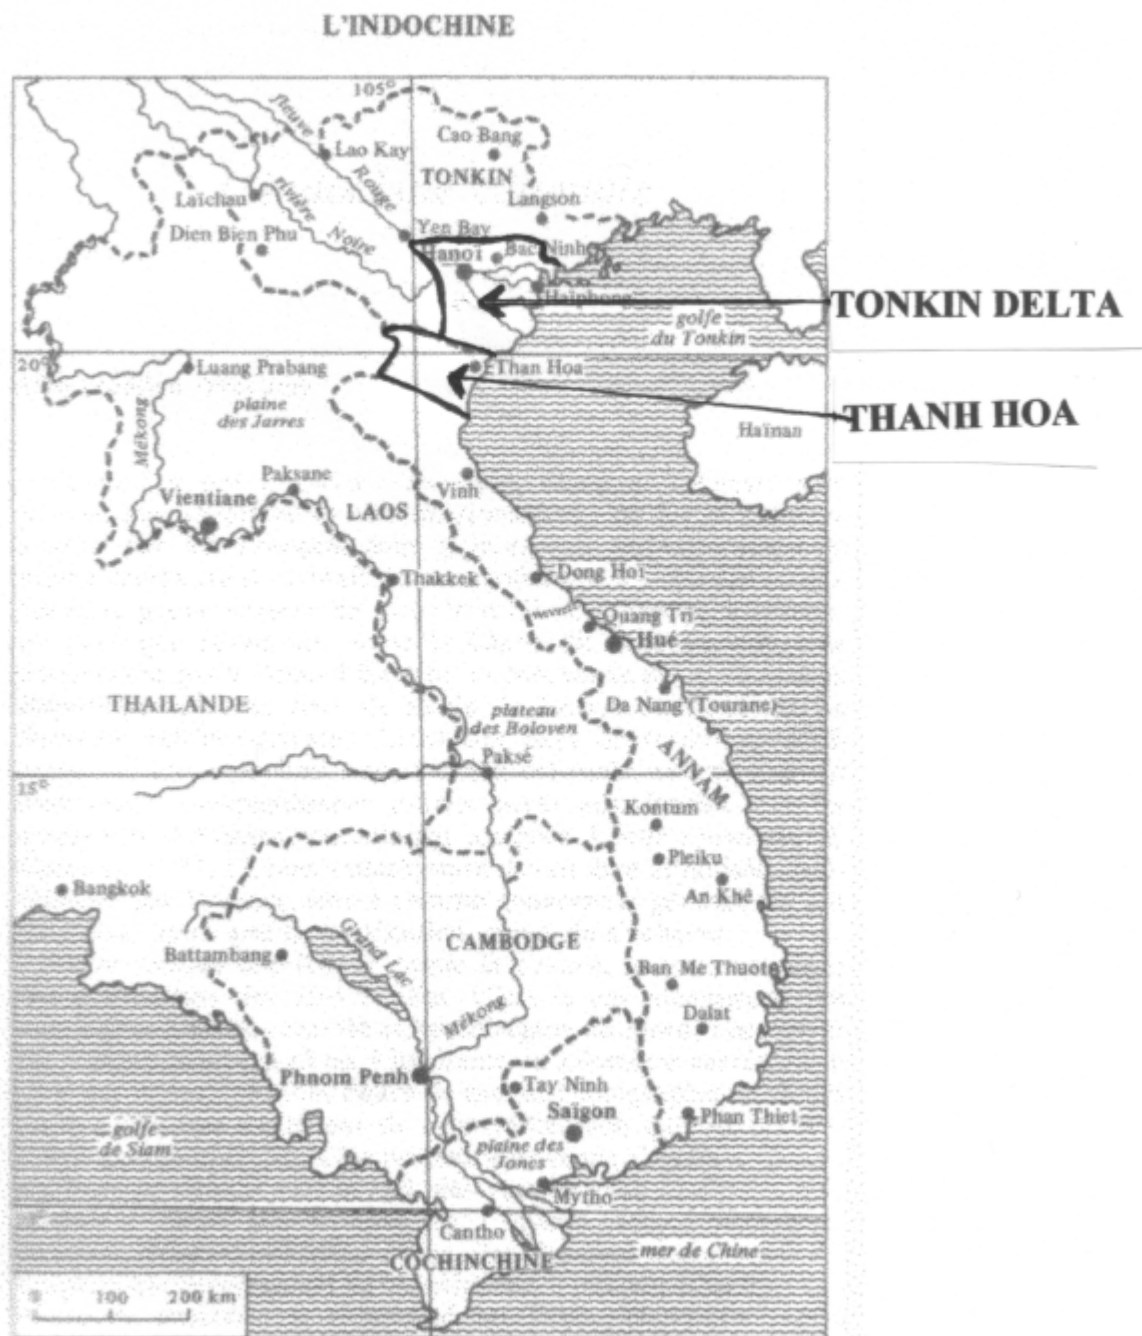 L'INDOCHINE
105°
fleuve
Rouge
Cao Bang
Lao Kay
TONKIN
rivière
Noire
Laïchau
Langson
Dien Bien Phu
Yen Bay
Hanoï
Bac Ninh
Haïphong
TONKIN DELTA
golfe
du Tonkin
20°
Luang Prabang
Than Hoa
THANH HOA
plaine
des Jarres
Haïnan
Mékong
Paksane
Vinh
Vientiane
LAOS
Thakkek
Dong Hoï
Quang Tri
Hué
THAILANDE
Da Nang (Tourane)
plateau
des Boloven
ANNAM
Paksé
15°
Kontum
Pleiku
Bangkok
An Khê
Grand Lac
CAMBODGE
Battambang
Ban Me Thuot
Mékong
Dalat
Phnom Penh
Tay Ninh
Saïgon
Phan Thiet
golfe
de Siam
plaine des
Joncs
Mytho
Cantho
mer de Chine
COCHINCHINE
0 100 200 km